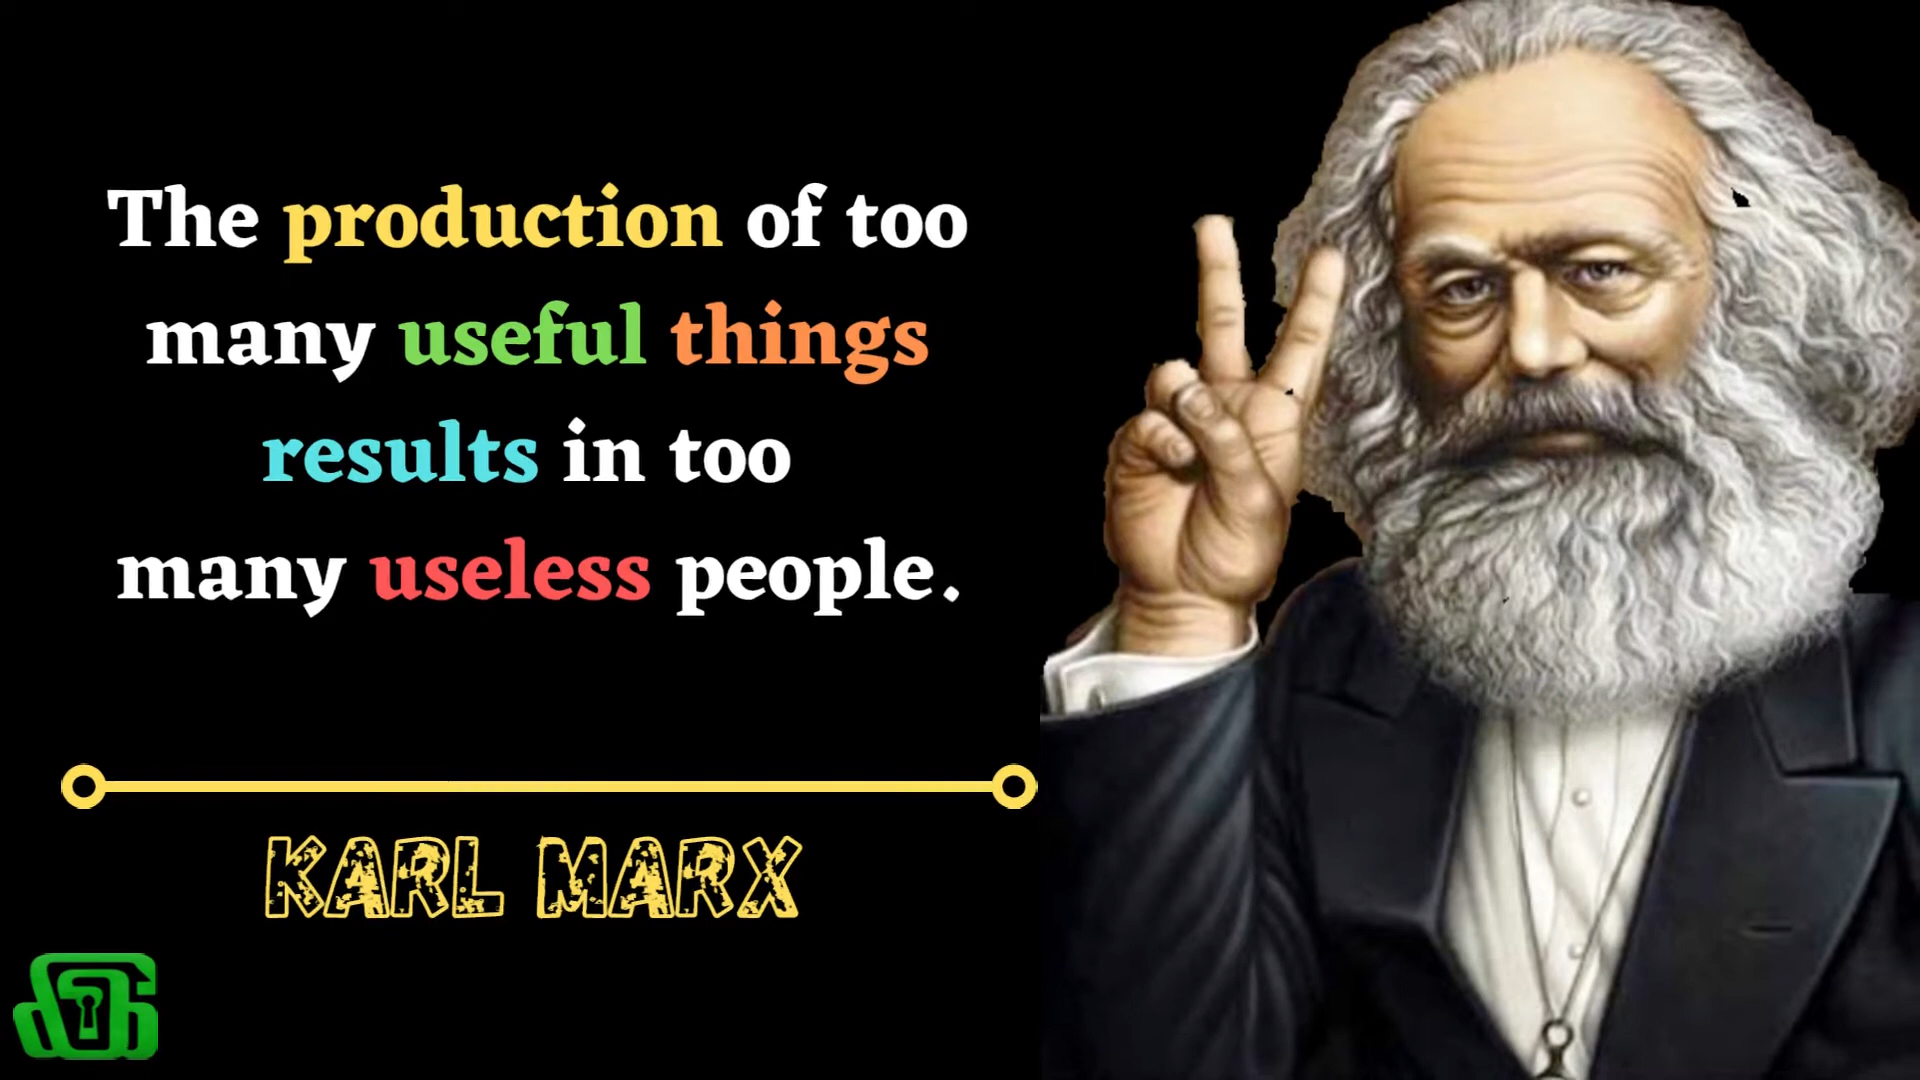 The production of too
many useful things
results in too
many useless people.
KARL MARX